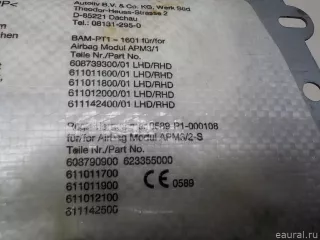 Autoliv B.V. & Co. KG, Werk Süd
Theodor-Heuss-Strasse 2
D-85221 Dachau
Tel.: 08131-295-0
BAM-PT1 - 1601 für/for
Airbag Modul APM3/1
Teile Nr./Part No.
608739300/01 LHD/RHD
611011600/01 LHD/RHD
611011800/01 LHD/RHD
611012000/01 LHD/RHD
611142400/01 LHD/RHD
0589 P1-000108
für/for Airbag Modul APM3/2-S
Teile Nr./Part No.
608790900 623355000
611011700
611011900 CE 0589
611012100
611142500
eaural.ru